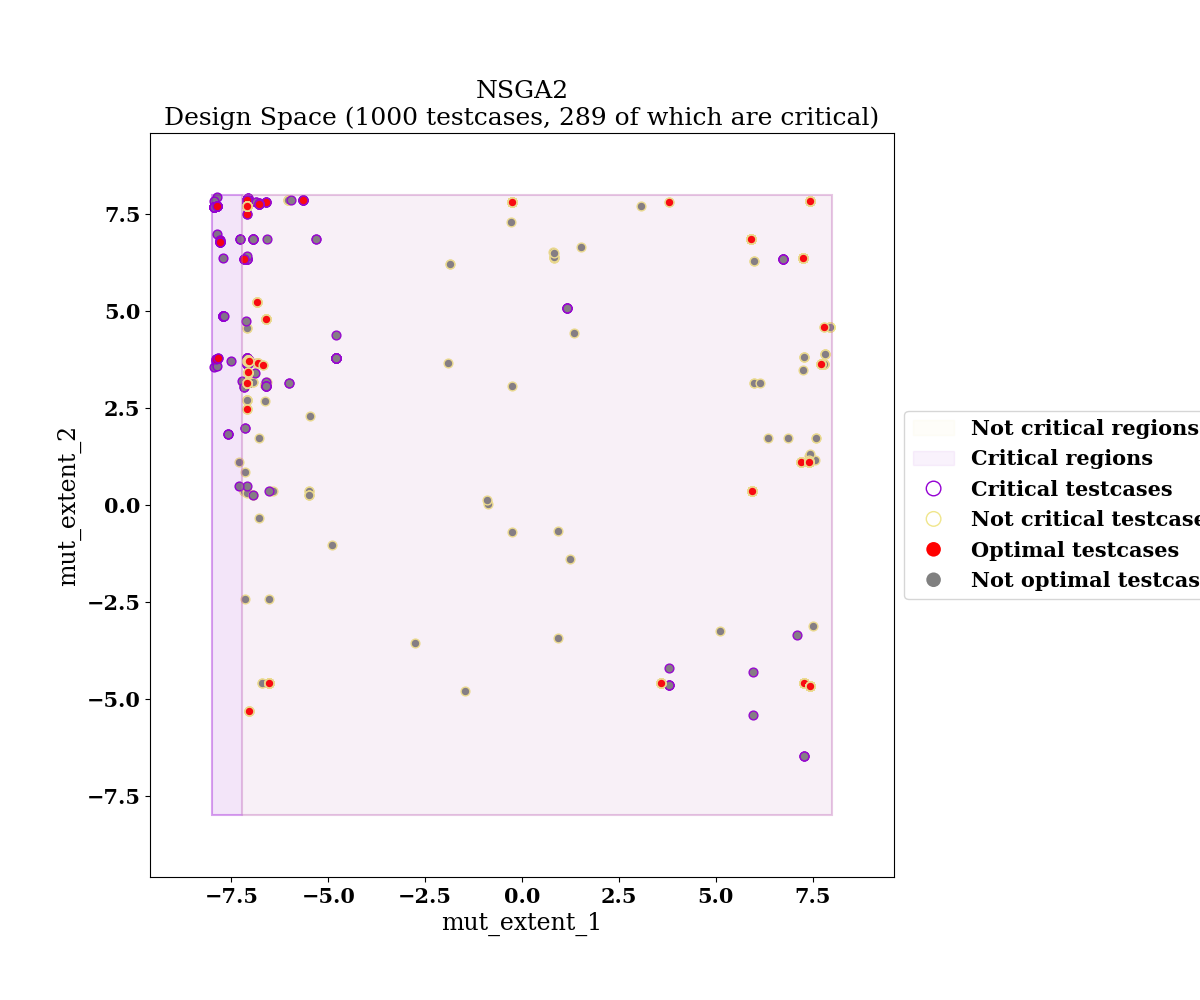 NSGA2
Design Space (1000 testcases, 289 of which are critical)
7.5
5.0
2.5
0.0
−2.5
−5.0
−7.5
mut_extent_2
−7.5 −5.0 −2.5 0.0 2.5 5.0 7.5
mut_extent_1
Not critical regions
Critical regions
Critical testcases
Not critical testcase
Optimal testcases
Not optimal testcas